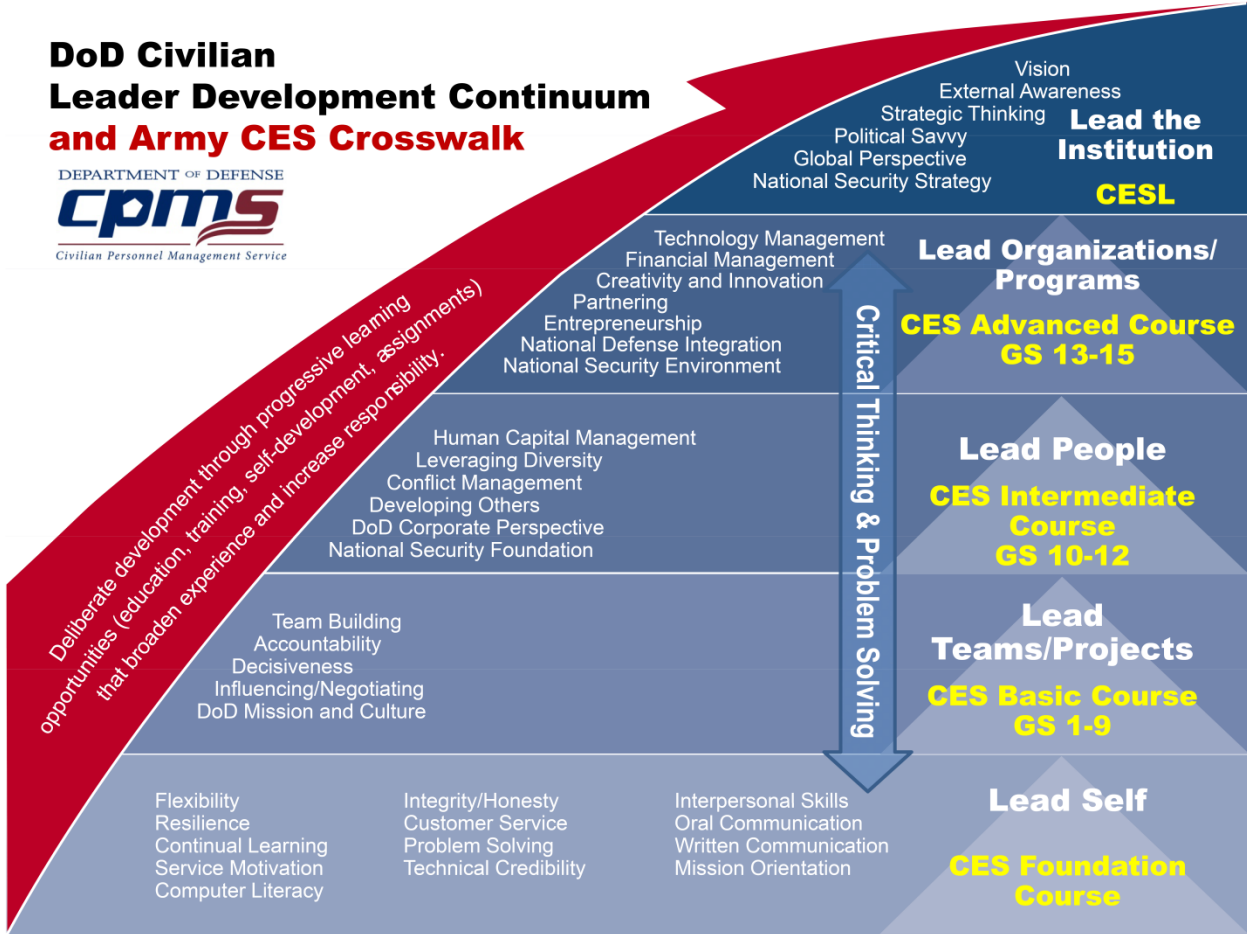 DoD Civilian
Leader Development Continuum
and Army CES Crosswalk
DEPARTMENT OF DEFENSE
cpms
Civilian Personnel Management Service
Deliberate development through progressive learning
opportunities (education, training, self-development, assignments)
that broaden experience and increase responsibility.
Vision
External Awareness
Strategic Thinking
Political Savvy
Global Perspective
National Security Strategy
Lead the
Institution
CESL
Technology Management
Financial Management
Creativity and Innovation
Partnering
Entrepreneurship
National Defense Integration
National Security Environment
Lead Organizations/
Programs
CES Advanced Course
GS 13-15
Critical Thinking & Problem Solving
Human Capital Management
Leveraging Diversity
Conflict Management
Developing Others
DoD Corporate Perspective
National Security Foundation
Lead People
CES Intermediate
Course
GS 10-12
Team Building
Accountability
Decisiveness
Influencing/Negotiating
DoD Mission and Culture
Lead
Teams/Projects
CES Basic Course
GS 1-9
Flexibility
Resilience
Continual Learning
Service Motivation
Computer Literacy
Integrity/Honesty
Customer Service
Problem Solving
Technical Credibility
Interpersonal Skills
Oral Communication
Written Communication
Mission Orientation
Lead Self
CES Foundation
Course